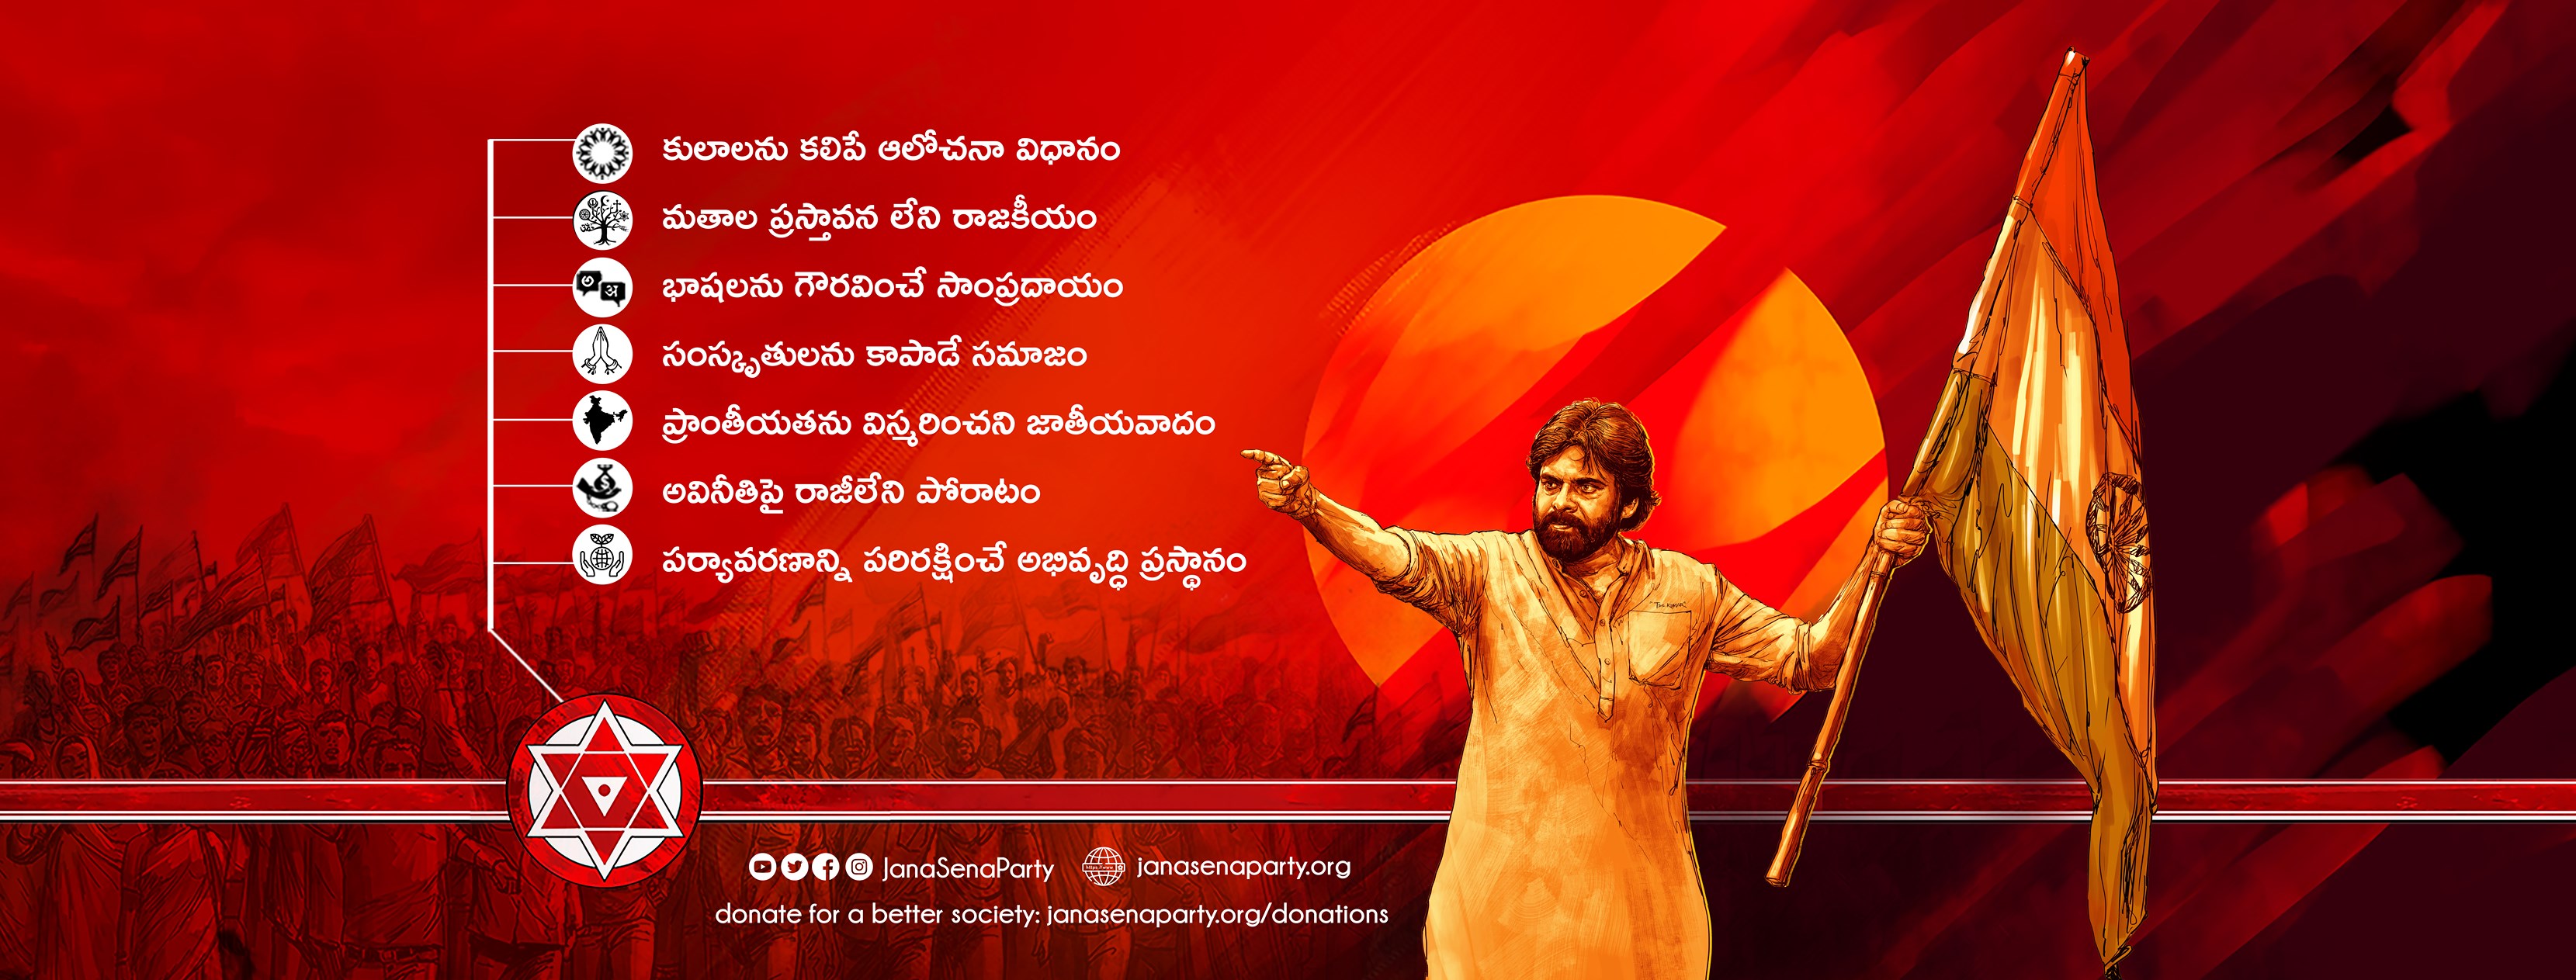 కులాలను కలిపే ఆలోచనా విధానం
మతాల ప్రస్తావన లేని రాజకీయం
భాషలను గౌరవించే సాంప్రదాయం
సంస్కృతులను కాపాడే సమాజం
ప్రాంతీయతను విస్మరించని జాతీయవాదం
అవినీతిపై రాజీలేని పోరాటం
పర్యావరణాన్ని పరిరక్షించే అభివృద్ధి ప్రస్థానం
JanaSenaParty janasenaparty.org
donate for a better society: janasenaparty.org/donations